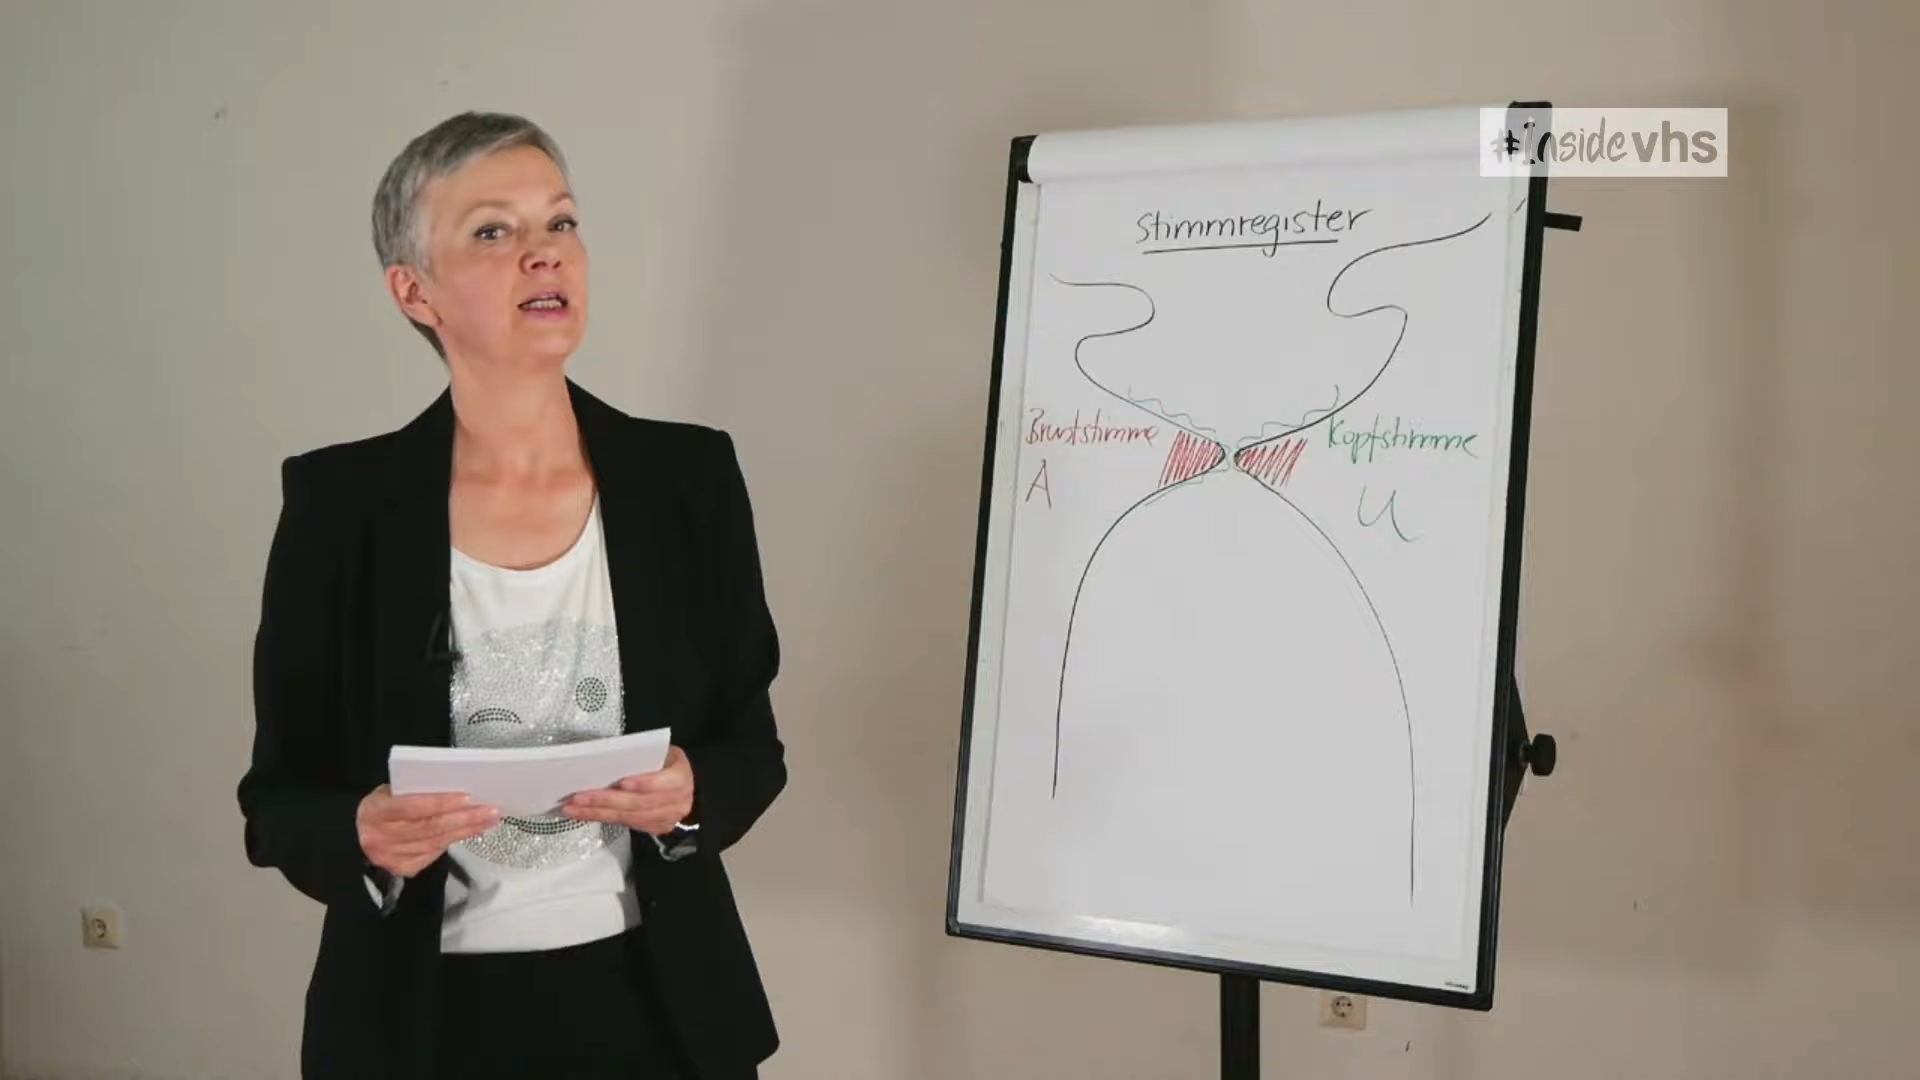 #Insidevhs
Stimmregister
Bruststimme
Kopfstimme
A
U